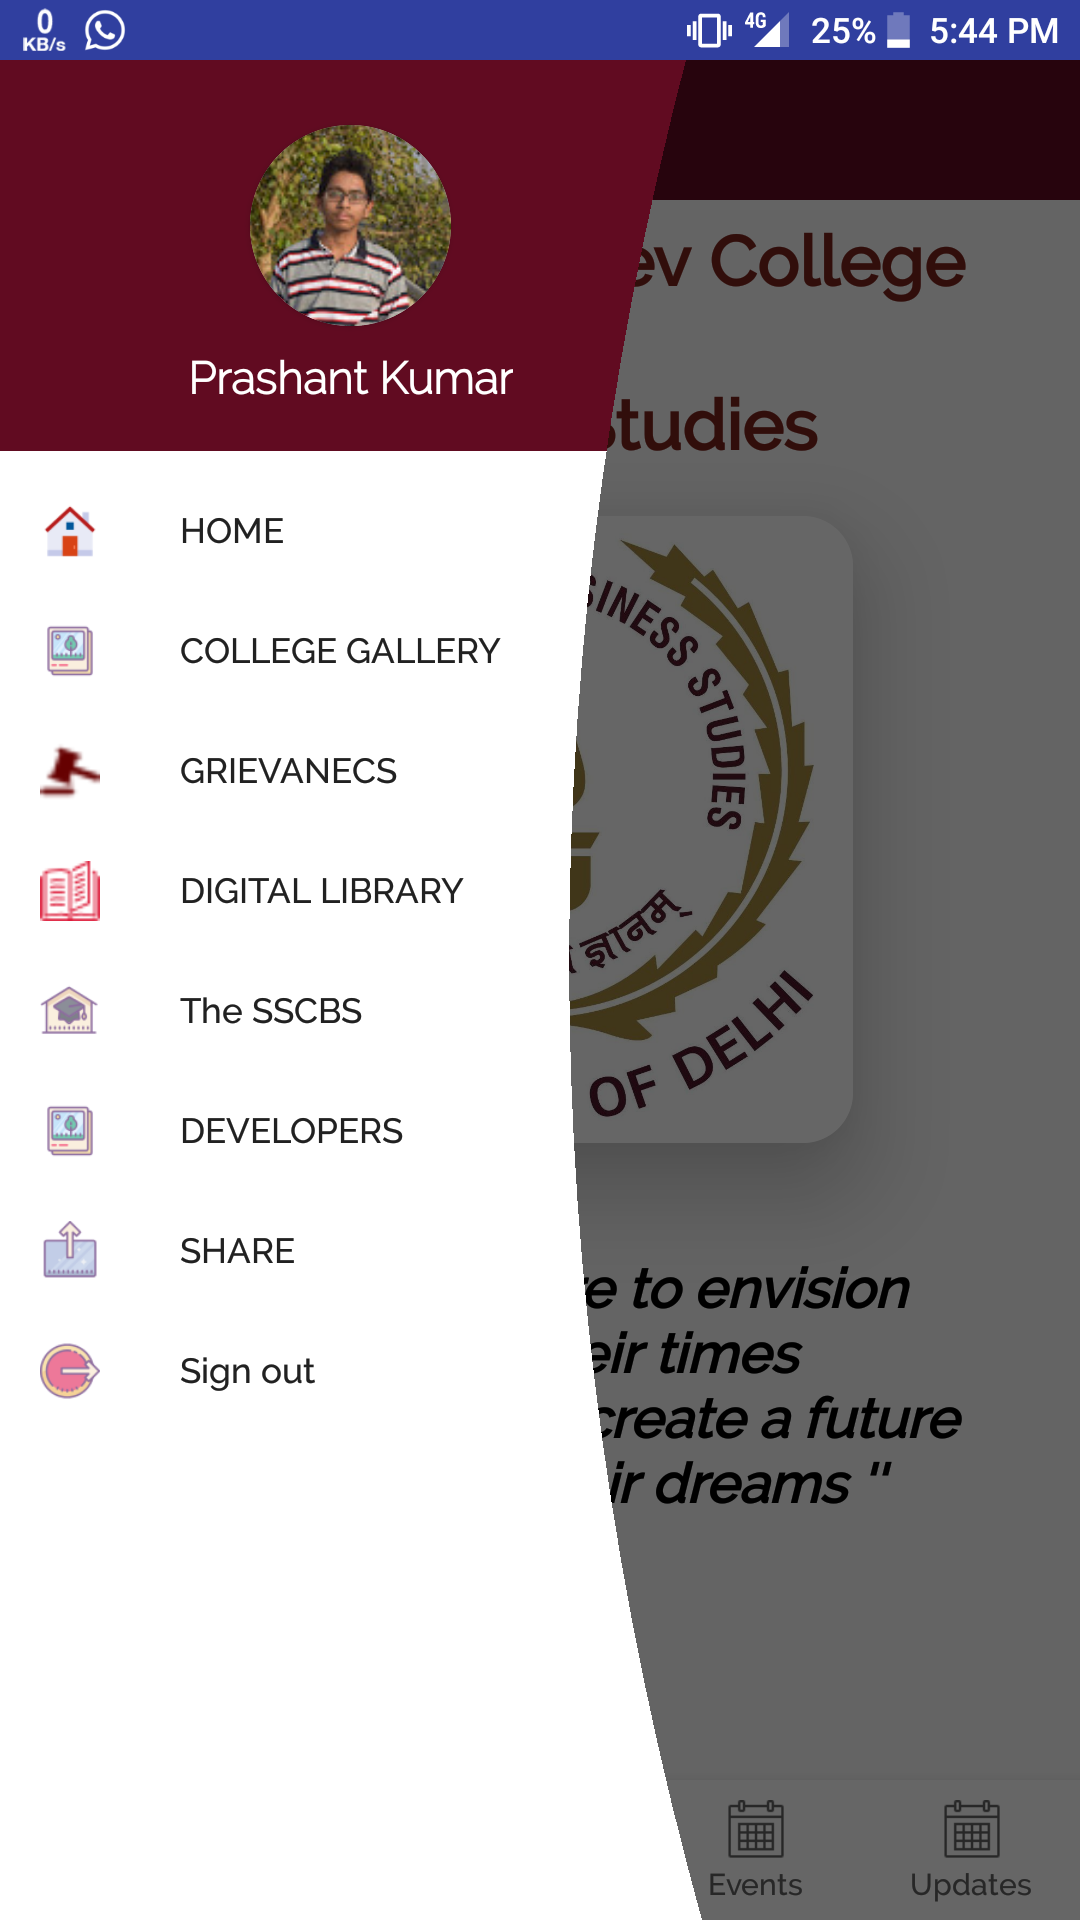 0
KB/s
4G
25%
5:44 PM
ev College
Prashant Kumar
studies
HOME
COLLEGE GALLERY
GRIEVANECS
DIGITAL LIBRARY
The SSCBS
DEVELOPERS
SHARE
Sign out
SINESS STUDIES
ज्ञानम्
OF DELHI
e to envision
eir times
create a future
ir dreams "
Events
Updates